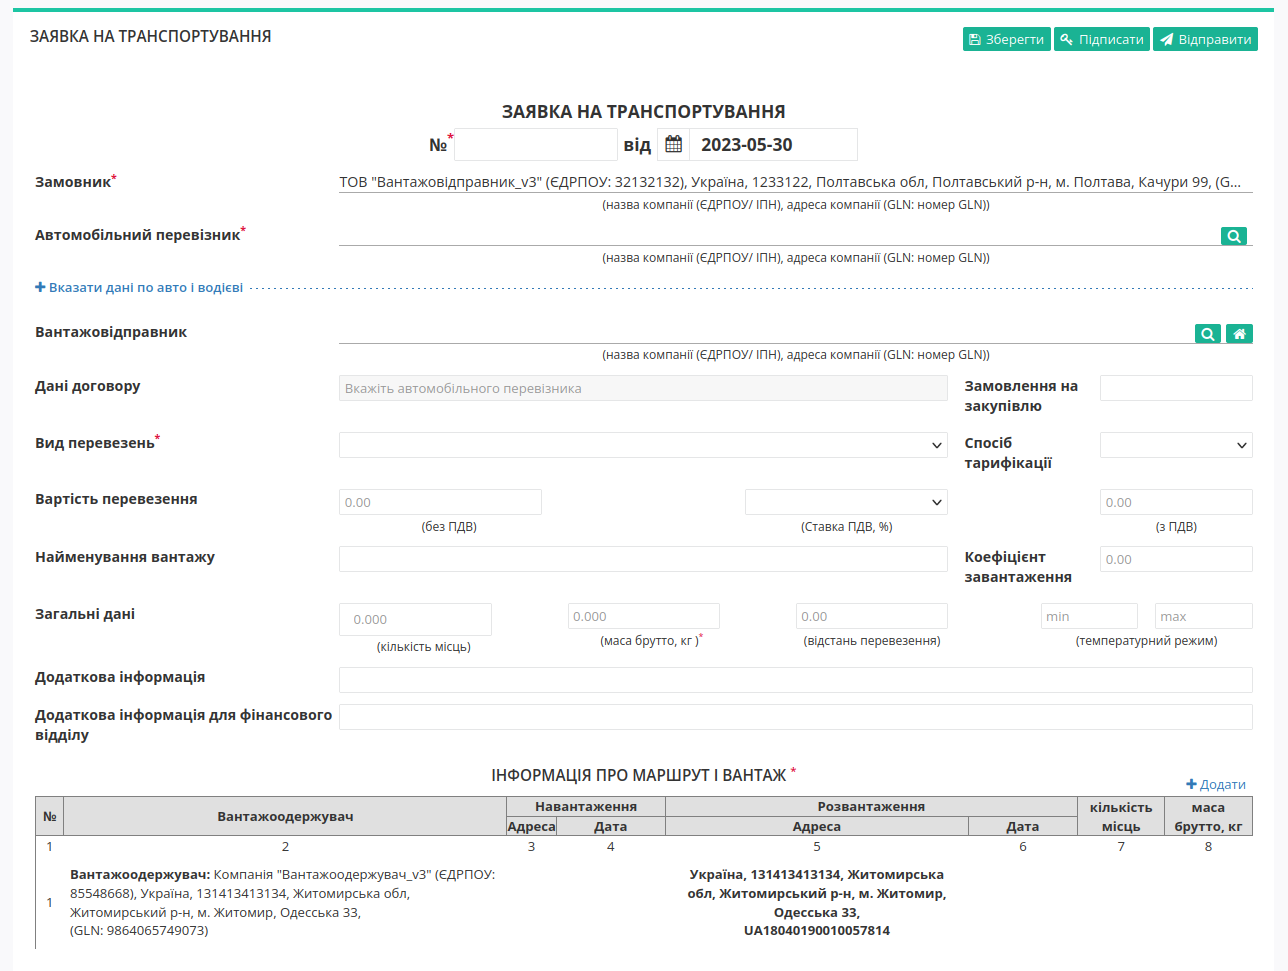 ЗАЯВКА НА ТРАНСПОРТУВАННЯ
Зберегти Підписати Відправити
ЗАЯВКА НА ТРАНСПОРТУВАННЯ
№* від 2023-05-30
Замовник* ТОВ "Вантажовідправник_v3" (ЄДРПОУ: 32132132), Україна, 1233122, Полтавська обл, Полтавський р-н, м. Полтава, Качури 99, (G...
(назва компанії (ЄДРПОУ/ ІПН), адреса компанії (GLN: номер GLN))
Автомобільний перевізник*
(назва компанії (ЄДРПОУ/ ІПН), адреса компанії (GLN: номер GLN))
Вказати дані по авто і водієві
Вантажовідправник
(назва компанії (ЄДРПОУ/ ІПН), адреса компанії (GLN: номер GLN))
Дані договору Вкажіть автомобільного перевізника Замовлення на
закупівлю
Вид перевезень* Спосіб
тарифікації
Вартість перевезення 0.00 0.00
(без ПДВ) (Ставка ПДВ, %) (з ПДВ)
Найменування вантажу Коефіцієнт 0.00
завантаження
Загальні дані 0.000 0.000 0.00 min max
(кількість місць) (маса брутто, кг )* (відстань перевезення) (температурний режим)
Додаткова інформація
Додаткова інформація для фінансового
відділу
ІНФОРМАЦІЯ ПРО МАРШРУТ І ВАНТАЖ *
Додати
№ Вантажоодержувач Навантаження Розвантаження кількість маса
Адреса Дата Адреса Дата місць брутто, кг
1 2 3 4 5 6 7 8
1 Вантажоодержувач: Компанія "Вантажоодержувач_v3" (ЄДРПОУ: Україна, 131413413134, Житомирська
85548668), Україна, 131413413134, Житомирська обл, обл, Житомирський р-н, м. Житомир,
Житомирський р-н, м. Житомир, Одесська 33, Одесська 33,
(GLN: 9864065749073) UA18040190010057814